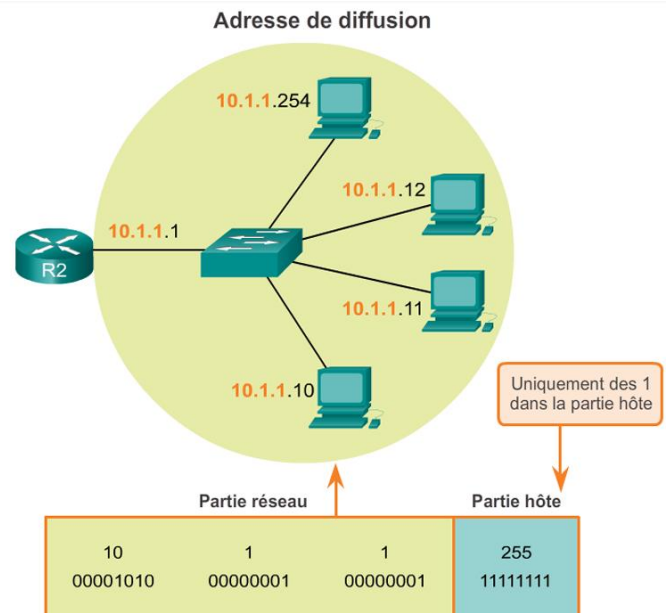 Adresse de diffusion
10.1.1.254
10.1.1.12
10.1.1.1
R2
10.1.1.11
10.1.1.10
Uniquement des 1
dans la partie hôte
Partie réseau Partie hôte
10 1 1 255
00001010 00000001 00000001 11111111